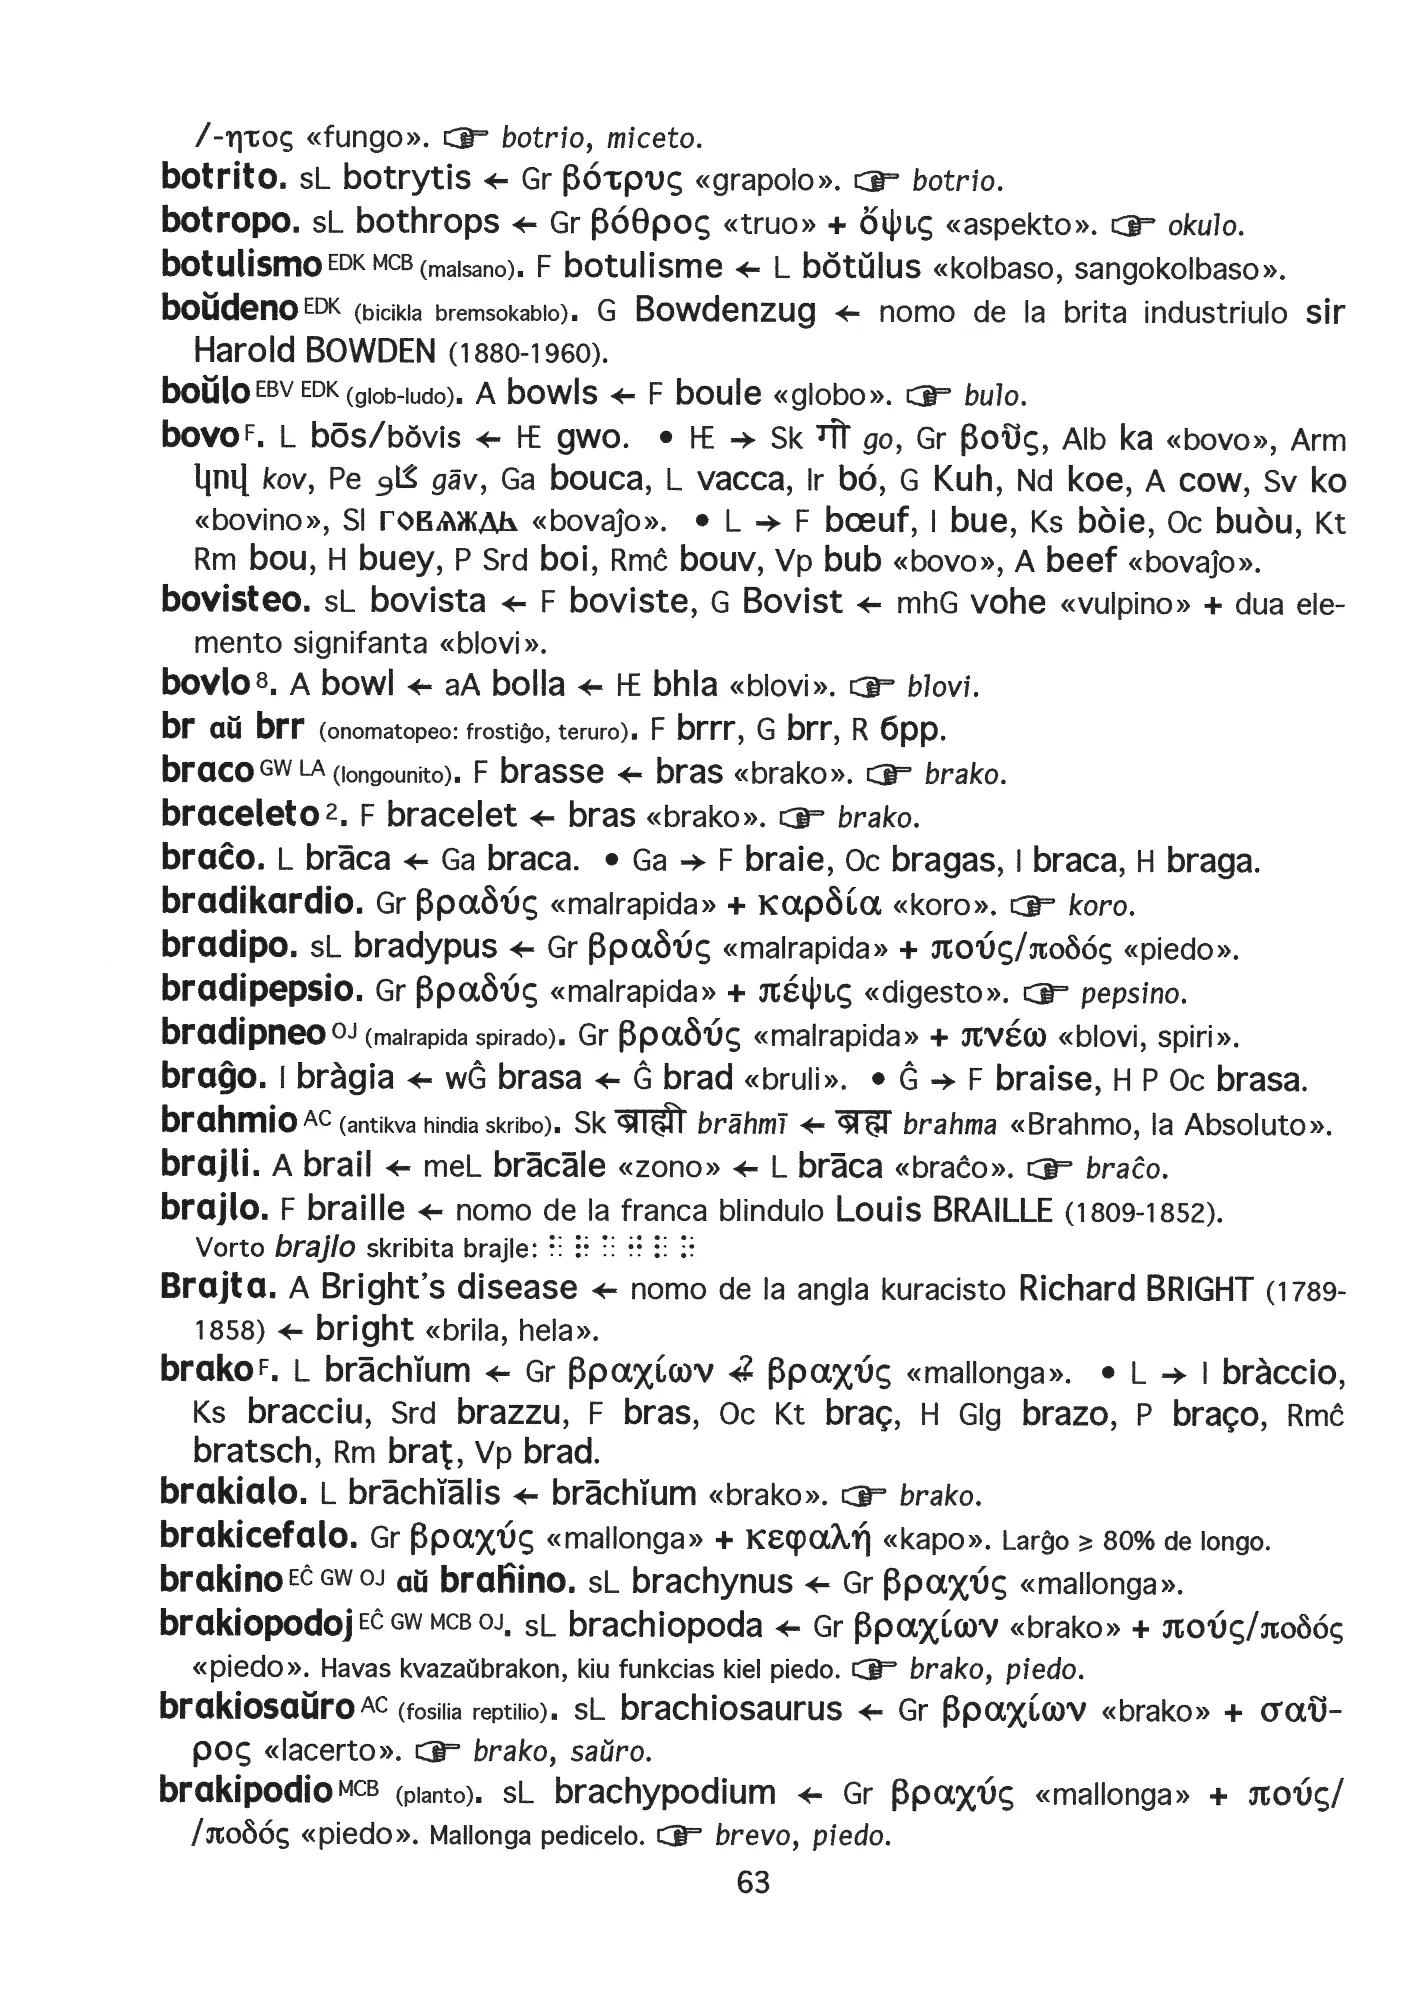 /-ητος «fungo». ☞ botrio, miceto.
botrito. sL botrytis ← Gr βότρυς «grapolo». ☞ botrio.
botropo. sL bothrops ← Gr βόθρος «truo» + ὄψις «aspekto». ☞ okulo.
botulismo EDK MCB (malsano). F botulisme ← L bŏtŭlus «kolbaso, sangokolbaso».
boŭdeno EDK (bicikla bremsokablo). G Bowdenzug ← nomo de la brita industriulo sir
Harold BOWDEN (1880-1960).
boŭlo EBV EDK (glob-ludo). A bowls ← F boule «globo». ☞ bulo.
bovo F. L bōs/bŏvis ← HE gwo. • HE → Sk गो go, Gr βοῦς, Alb ka «bovo», Arm
կով kov, Pe گاو gāv, Ga bouca, L vacca, Ir bó, G Kuh, Nd koe, A cow, Sv ko
«bovino», Sl говѧждь «bovaĵo». • L → F bœuf, I bue, Ks bòie, Oc buòu, Kt
Rm bou, H buey, P Srd boi, Rmĉ bouv, Vp bub «bovo», A beef «bovaĵo».
bovisteo. sL bovista ← F boviste, G Bovist ← mhG vohe «vulpino» + dua ele-
mento signifanta «blovi».
bovlo 8. A bowl ← aA bolla ← HE bhla «blovi». ☞ blovi.
br aŭ brr (onomatopeo: frostiĝo, teruro). F brrr, G brr, R брр.
braco GW LA (longounito). F brasse ← bras «brako». ☞ brako.
braceleto 2. F bracelet ← bras «brako». ☞ brako.
braĉo. L brāca ← Ga braca. • Ga → F braie, Oc bragas, I braca, H braga.
bradikardio. Gr βραδύς «malrapida» + καρδία «koro». ☞ koro.
bradipo. sL bradypus ← Gr βραδύς «malrapida» + πούς/ποδός «piedo».
bradipepsio. Gr βραδύς «malrapida» + πέψις «digesto». ☞ pepsino.
bradipneo OJ (malrapida spirado). Gr βραδύς «malrapida» + πνέω «blovi, spiri».
braĝo. I bràgia ← wĜ brasa ← Ĝ brad «bruli». • Ĝ → F braise, H P Oc brasa.
brahmio AC (antikva hindia skribo). Sk ब्राह्मी brāhmī ← ब्रह्म brahma «Brahmo, la Absoluto».
brajli. A brail ← meL brācāle «zono» ← L brāca «braĉo». ☞ braĉo.
brajlo. F braille ← nomo de la franca blindulo Louis BRAILLE (1809-1852).
Vorto brajlo skribita brajle:
Brajta. A Bright’s disease ← nomo de la angla kuracisto Richard BRIGHT (1789-
1858) ← bright «brila, hela».
brako F. L brāchĭum ← Gr βραχίων ←? βραχύς «mallonga». • L → I bràccio,
Ks bracciu, Srd brazzu, F bras, Oc Kt braç, H Glg brazo, P braço, Rmĉ
bratsch, Rm braţ, Vp brad.
brakialo. L brāchĭālis ← brāchĭum «brako». ☞ brako.
brakicefalo. Gr βραχύς «mallonga» + κεφαλή «kapo». Larĝo ≥ 80% de longo.
brakino EĈ GW OJ aŭ braĥino. sL brachynus ← Gr βραχύς «mallonga».
brakiopodoj EĈ GW MCB OJ. sL brachiopoda ← Gr βραχίων «brako» + πούς/ποδός
«piedo». Havas kvazaŭbrakon, kiu funkcias kiel piedo. ☞ brako, piedo.
brakiosaŭro AC (fosilia reptilio). sL brachiosaurus ← Gr βραχίων «brako» + σαῦ-
ρος «lacerto». ☞ brako, saŭro.
brakipodio MCB (planto). sL brachypodium ← Gr βραχύς «mallonga» + πούς/
/ποδός «piedo». Mallonga pedicelo. ☞ brevo, piedo.
63